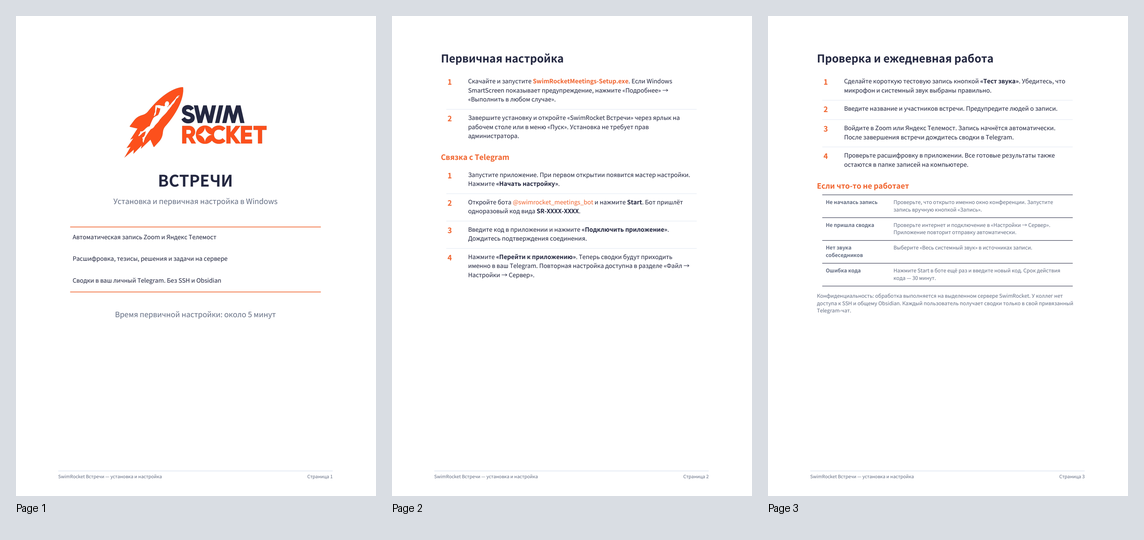 SWIM
ROCKET
ВСТРЕЧИ
Установка и первичная настройка в Windows
Автоматическая запись Zoom и Яндекс Телемост
Расшифровка, тезисы, решения и задачи на сервере
Сводки в ваш личный Telegram. Без SSH и Obsidian
Время первичной настройки: около 5 минут
SwimRocket Встречи — установка и настройка
Страница 1
Page 1
Первичная настройка
1
Скачайте и запустите SwimRocketMeetings-Setup.exe. Если Windows
SmartScreen показывает предупреждение, нажмите «Подробнее» →
«Выполнить в любом случае».
2
Завершите установку и откройте «SwimRocket Встречи» через ярлык на
рабочем столе или в меню «Пуск». Установка не требует прав
администратора.
Связка с Telegram
1
Запустите приложение. При первом открытии появится мастер настройки.
Нажмите «Начать настройку».
2
Откройте бота @swimrocket_meetings_bot и нажмите Start. Бот пришлёт
одноразовый код вида SR-XXXX-XXXX.
3
Введите код в приложении и нажмите «Подключить приложение».
Дождитесь подтверждения соединения.
4
Нажмите «Перейти к приложению». Теперь сводки будут приходить
именно в ваш Telegram. Повторная настройка доступна в разделе «Файл →
Настройки → Сервер».
SwimRocket Встречи — установка и настройка
Страница 2
Page 2
Проверка и ежедневная работа
1
Сделайте короткую тестовую запись кнопкой «Тест звука». Убедитесь, что
микрофон и системный звук выбраны правильно.
2
Введите название и участников встречи. Предупредите людей о записи.
3
Войдите в Zoom или Яндекс Телемост. Запись начнётся автоматически.
После завершения встречи дождитесь сводки в Telegram.
4
Проверьте расшифровку в приложении. Все готовые результаты также
остаются в папке записей на компьютере.
Если что-то не работает
Не началась запись
Проверьте, что открыто именно окно конференции. Запустите
запись вручную кнопкой «Запись».
Не пришла сводка
Проверьте интернет и подключение в «Настройки → Сервер».
Приложение повторит отправку автоматически.
Нет звука
собеседников
Выберите «Весь системный звук» в источниках записи.
Ошибка кода
Нажмите Start в боте ещё раз и введите новый код. Срок действия
кода — 30 минут.
Конфиденциальность: обработка выполняется на выделенном сервере SwimRocket. У коллег нет
доступа к SSH и общему Obsidian. Каждый пользователь получает сводки только в свой привязанный
Telegram-чат.
SwimRocket Встречи — установка и настройка
Страница 3
Page 3